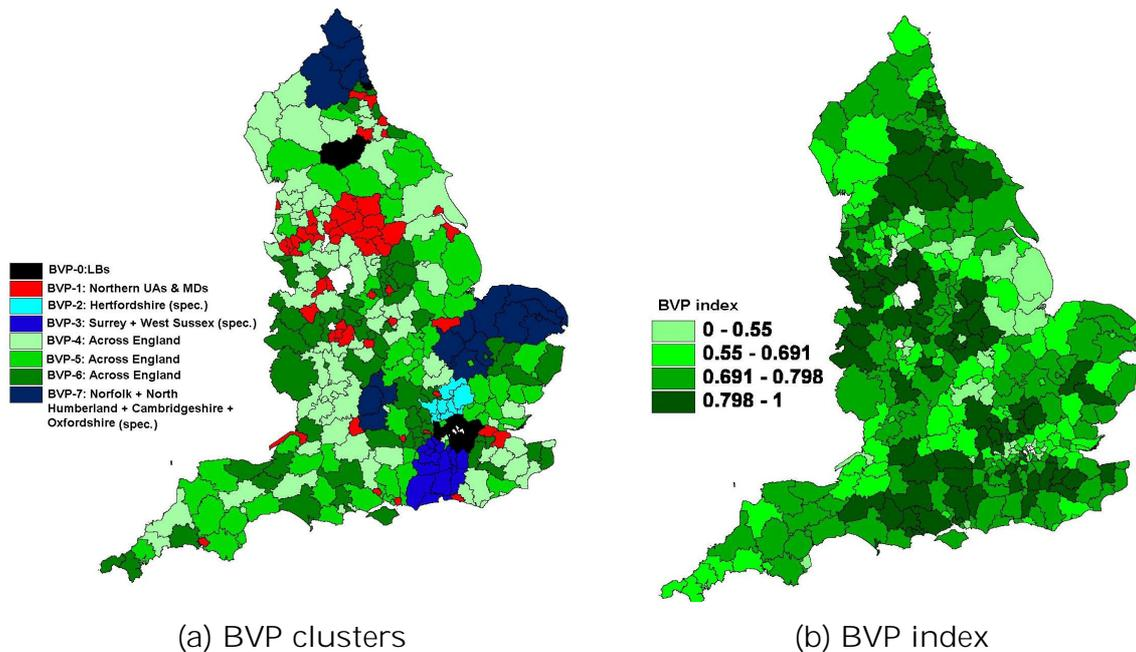 BVP-0:LBs
BVP-1: Northern UAs & MDs
BVP-2: Hertfordshire (spec.)
BVP-3: Surrey + West Sussex (spec.)
BVP-4: Across England
BVP-5: Across England
BVP-6: Across England
BVP-7: Norfolk + North
Humberland + Cambridgeshire +
Oxfordshire (spec.)
BVP index
0 - 0.55
0.55 - 0.691
0.691 - 0.798
0.798 - 1
(a) BVP clusters
(b) BVP index